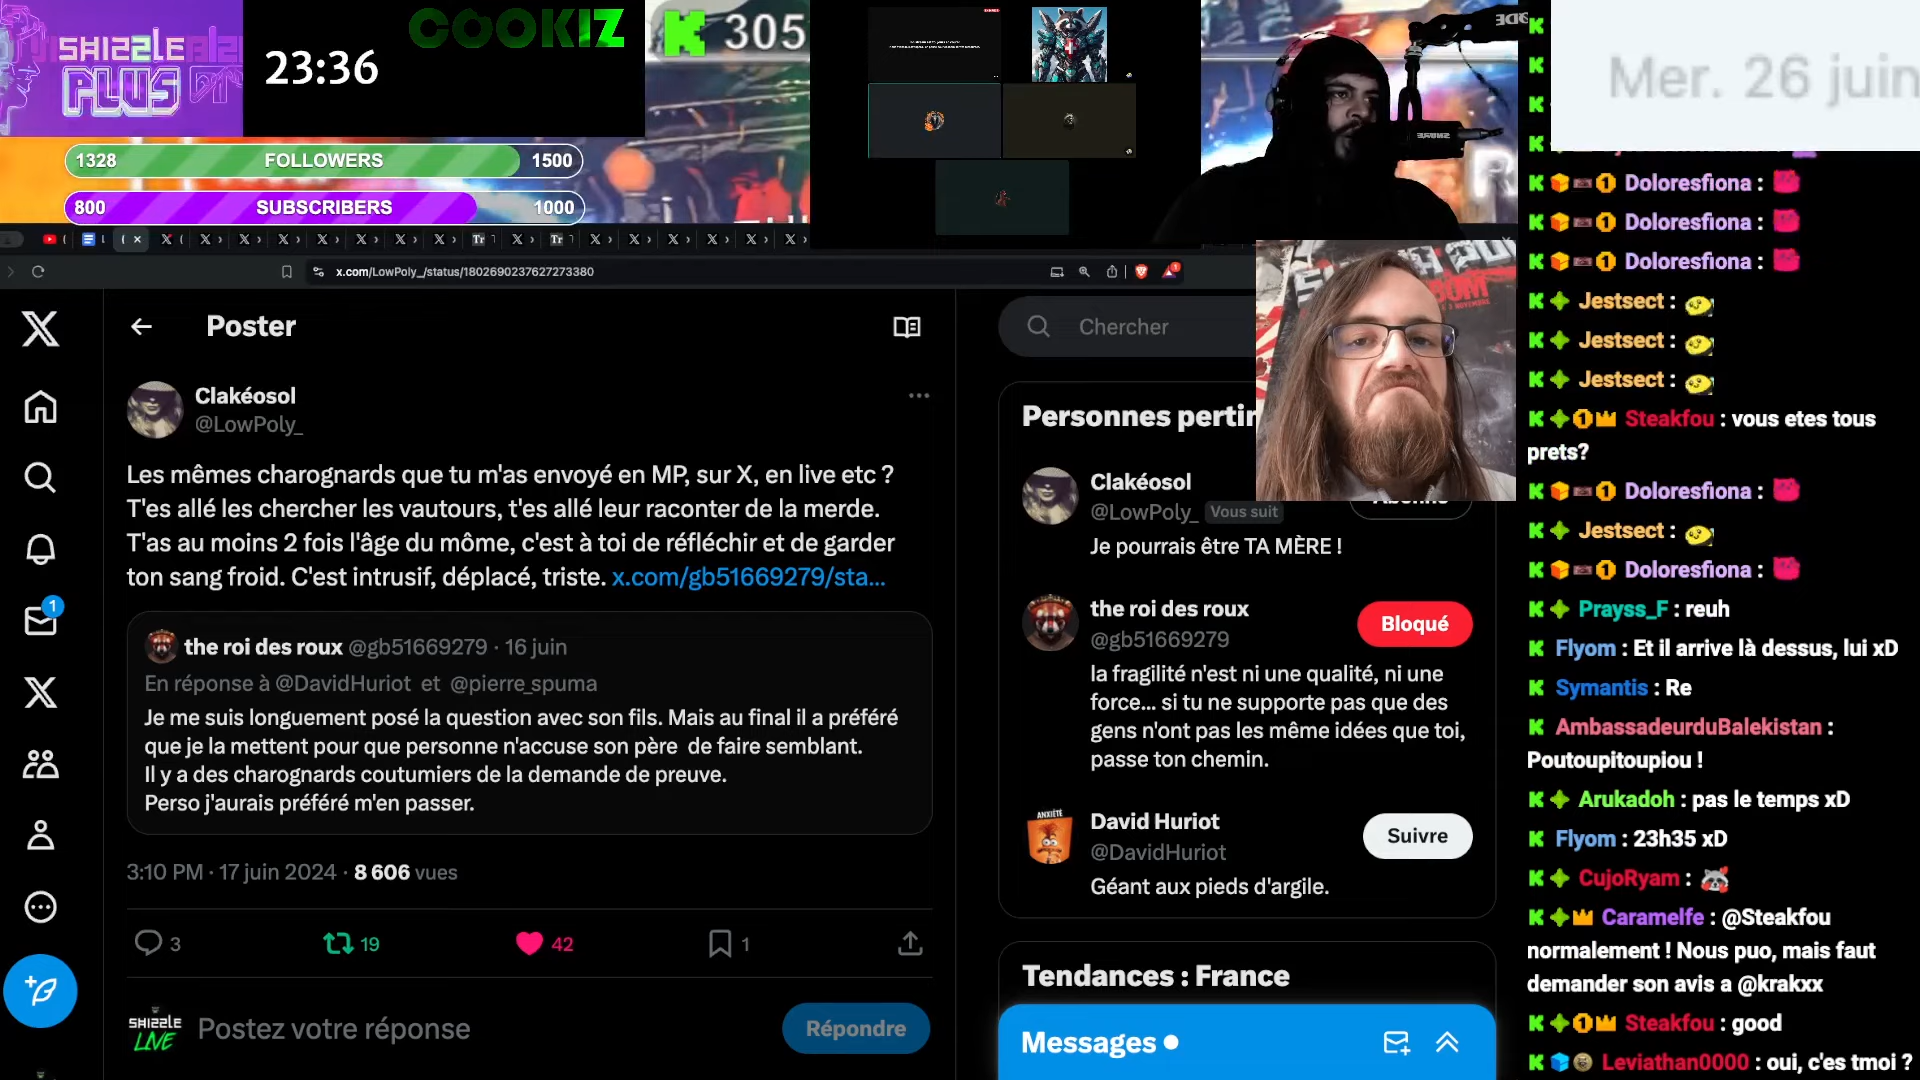 SHIZZLE
PLUS
23:36
COOKIZ
305
Mer. 26 juin
1328 FOLLOWERS 1500
800 SUBSCRIBERS 1000
x.com/LowPoly_/status/1802690237627273380
Poster
Chercher
Clakéosol
@LowPoly_
Les mêmes charognards que tu m'as envoyé en MP, sur X, en live etc ?
T'es allé les chercher les vautours, t'es allé leur raconter de la merde.
T'as au moins 2 fois l'âge du môme, c'est à toi de réfléchir et de garder
ton sang froid. C'est intrusif, déplacé, triste. x.com/gb51669279/sta...
the roi des roux @gb51669279 · 16 juin
En réponse à @DavidHuriot et @pierre_spuma
Je me suis longuement posé la question avec son fils. Mais au final il a préféré
que je la mettent pour que personne n'accuse son père de faire semblant.
Il y a des charognards coutumiers de la demande de preuve.
Perso j'aurais préféré m'en passer.
3:10 PM · 17 juin 2024 · 8 606 vues
3 19 42 1
SHIZZLE
LIVE
Postez votre réponse
Répondre
1
Personnes pertir
Clakéosol
@LowPoly_ Vous suit
Je pourrais être TA MÈRE !
the roi des roux
@gb51669279
Bloqué
la fragilité n'est ni une qualité, ni une
force... si tu ne supporte pas que des
gens n'ont pas les même idées que toi,
passe ton chemin.
ANXIÉTÉ
David Huriot
@DavidHuriot
Suivre
Géant aux pieds d'argile.
Tendances : France
Messages
Doloresfiona :
Doloresfiona :
Doloresfiona :
Jestsect :
Jestsect :
Jestsect :
Steakfou : vous etes tous
prets?
Doloresfiona :
Jestsect :
Doloresfiona :
Prayss_F : reuh
Flyom : Et il arrive là dessus, lui xD
Symantis : Re
AmbassadeurduBalekistan :
Poutoupitoupiou !
Arukadoh : pas le temps xD
Flyom : 23h35 xD
CujoRyam :
Caramelfe : @Steakfou
normalement ! Nous puo, mais faut
demander son avis a @krakxx
Steakfou : good
Leviathan0000 : oui, c'es tmoi ?